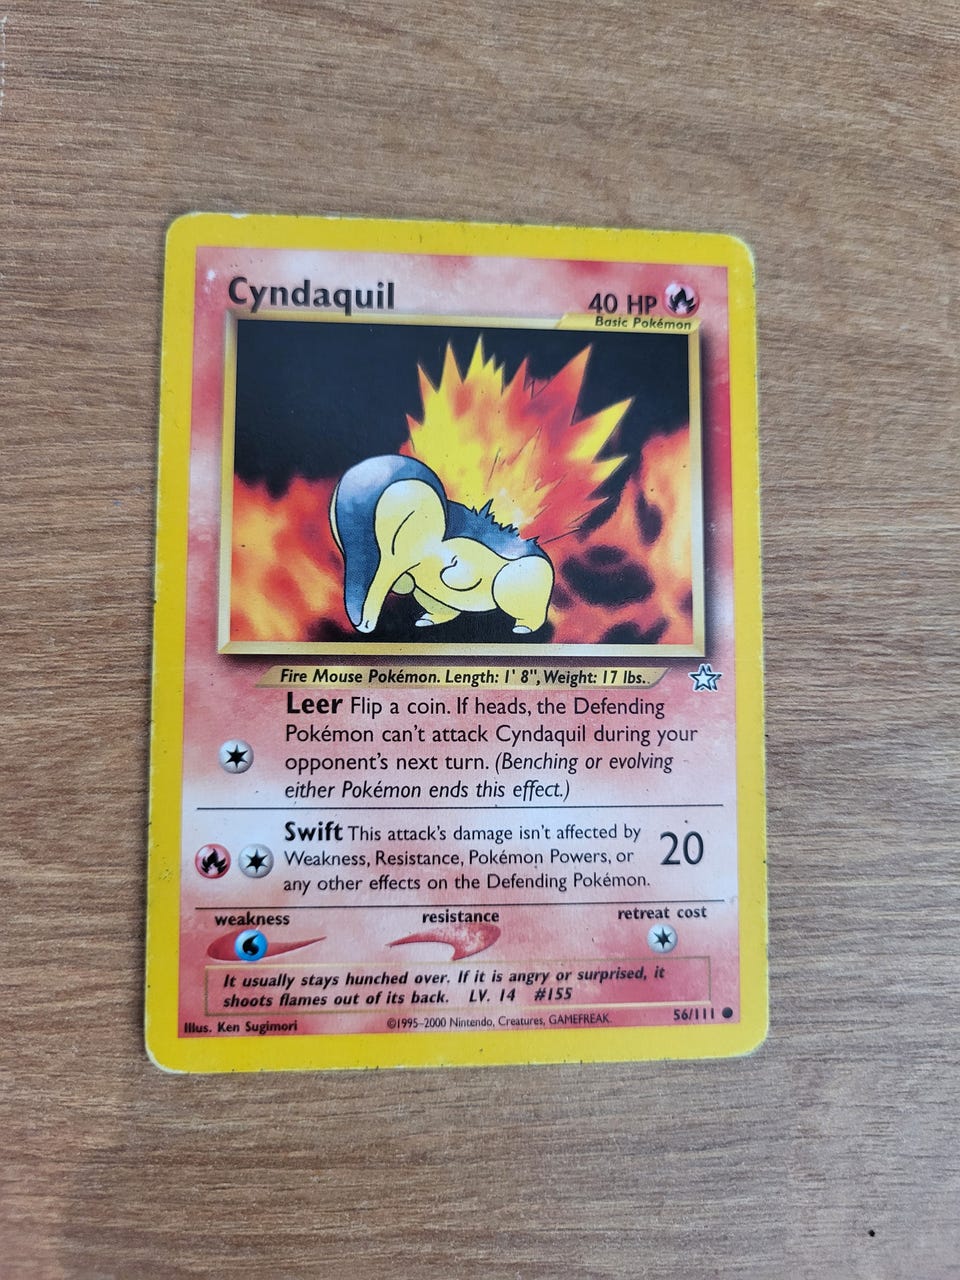 Cyndaquil
40 HP
Basic Pokémon
Fire Mouse Pokémon. Length: 1' 8", Weight: 17 lbs.
Leer Flip a coin. If heads, the Defending
Pokémon can't attack Cyndaquil during your
opponent's next turn. (Benching or evolving
either Pokémon ends this effect.)
Swift This attack's damage isn't affected by
Weakness, Resistance, Pokémon Powers, or
any other effects on the Defending Pokémon.
20
weakness
resistance
retreat cost
It usually stays hunched over. If it is angry or surprised, it
shoots flames out of its back. LV. 14 #155
Illus. Ken Sugimori
©1995–2000 Nintendo, Creatures, GAMEFREAK.
56/111